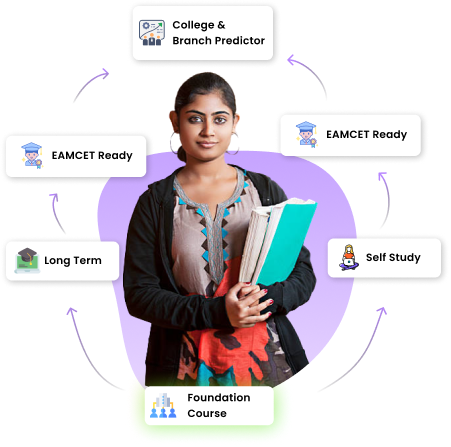 College &
Branch Predictor
EAMCET Ready
EAMCET Ready
Long Term
Self Study
Foundation
Course